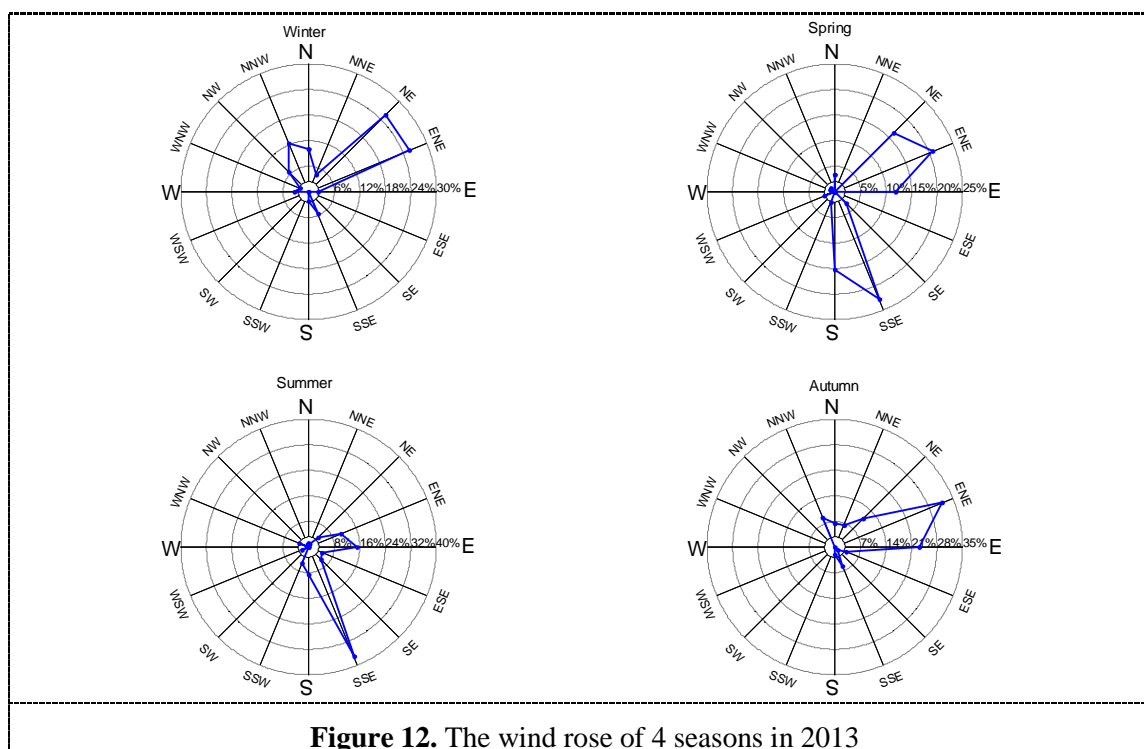 Winter
N
NNW
NNE
NW
NE
WNW
ENE
W
6% 12% 18% 24% 30%
E
WSW
ESE
SW
SE
SSW
SSE
S
Spring
N
NNW
NNE
NW
NE
WNW
ENE
W
5% 10% 15% 20% 25%
E
WSW
ESE
SW
SE
SSW
SSE
S
Summer
N
NNW
NNE
NW
NE
WNW
ENE
W
8% 16% 24% 32% 40%
E
WSW
ESE
SW
SE
SSW
SSE
S
Autumn
N
NNW
NNE
NW
NE
WNW
ENE
W
7% 14% 21% 28% 35%
E
WSW
ESE
SW
SE
SSW
SSE
S
Figure 12. The wind rose of 4 seasons in 2013